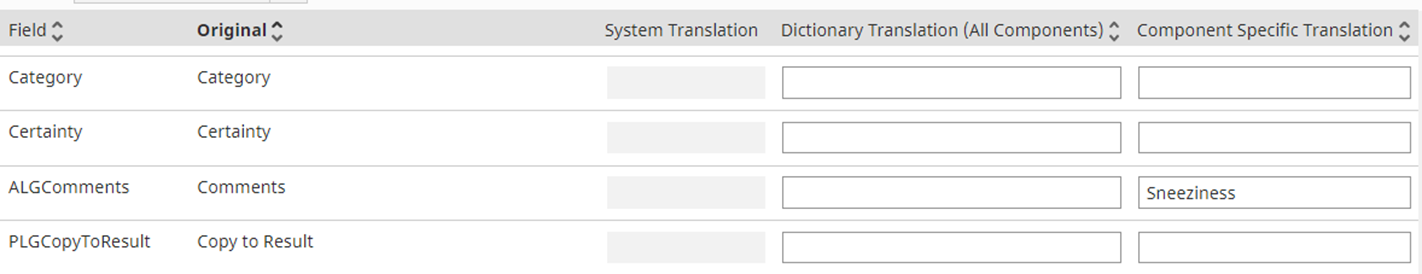 Field Original System Translation Dictionary Translation (All Components) Component Specific Translation
Category Category
Certainty Certainty
ALGComments Comments Sneeziness
PLGCopyToResult Copy to Result